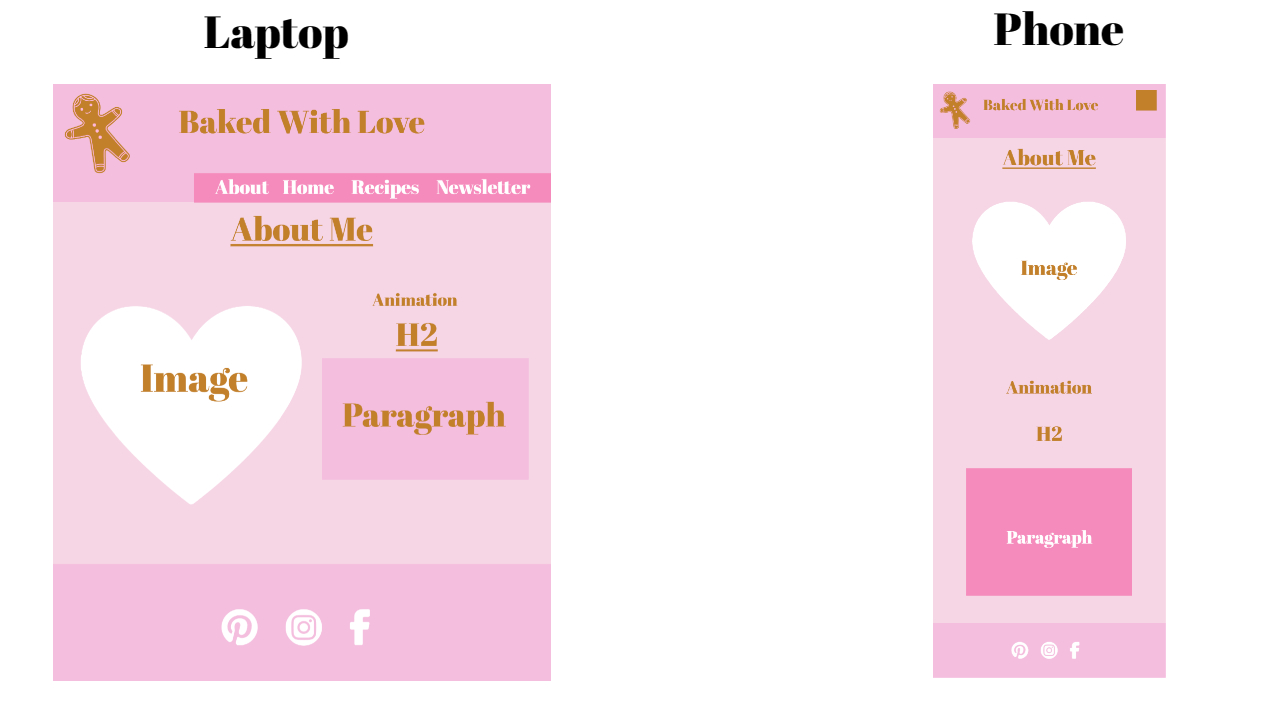 Laptop
Baked With Love
About Home Recipes Newsletter
About Me
Animation
H2
Image
Paragraph
Phone
Baked With Love
About Me
Image
Animation
H2
Paragraph